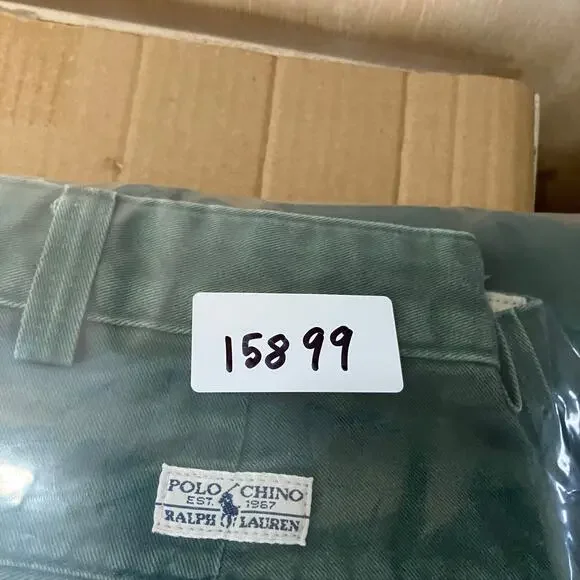 15899
POLO CHINO
EST. 1967
RALPH LAUREN